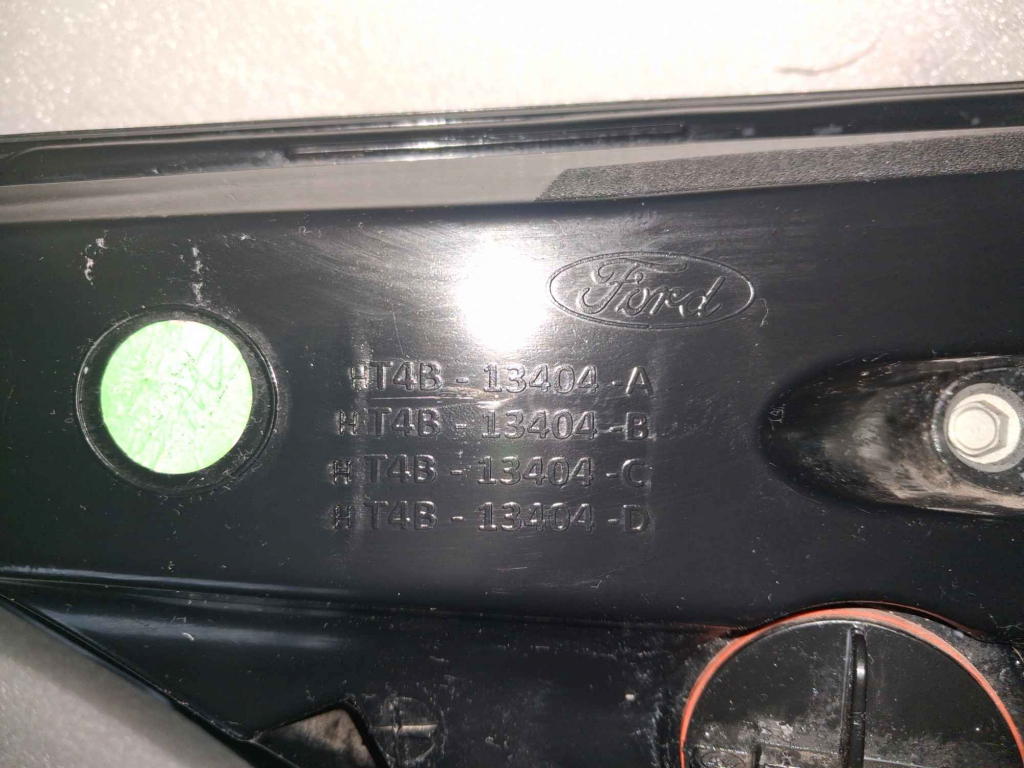 Ford
HT4B - 13404 - A
HT4B - 13404 - B
HT4B - 13404 - C
HT4B - 13404 - D